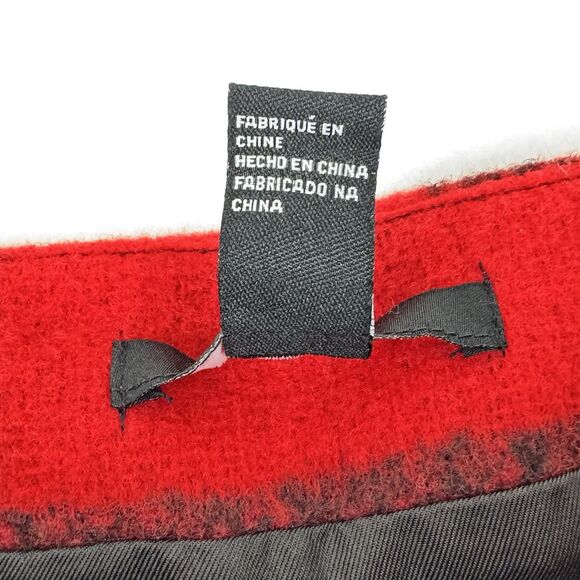 FABRIQUÉ EN
CHINE
HECHO EN CHINA
FABRICADO NA
CHINA